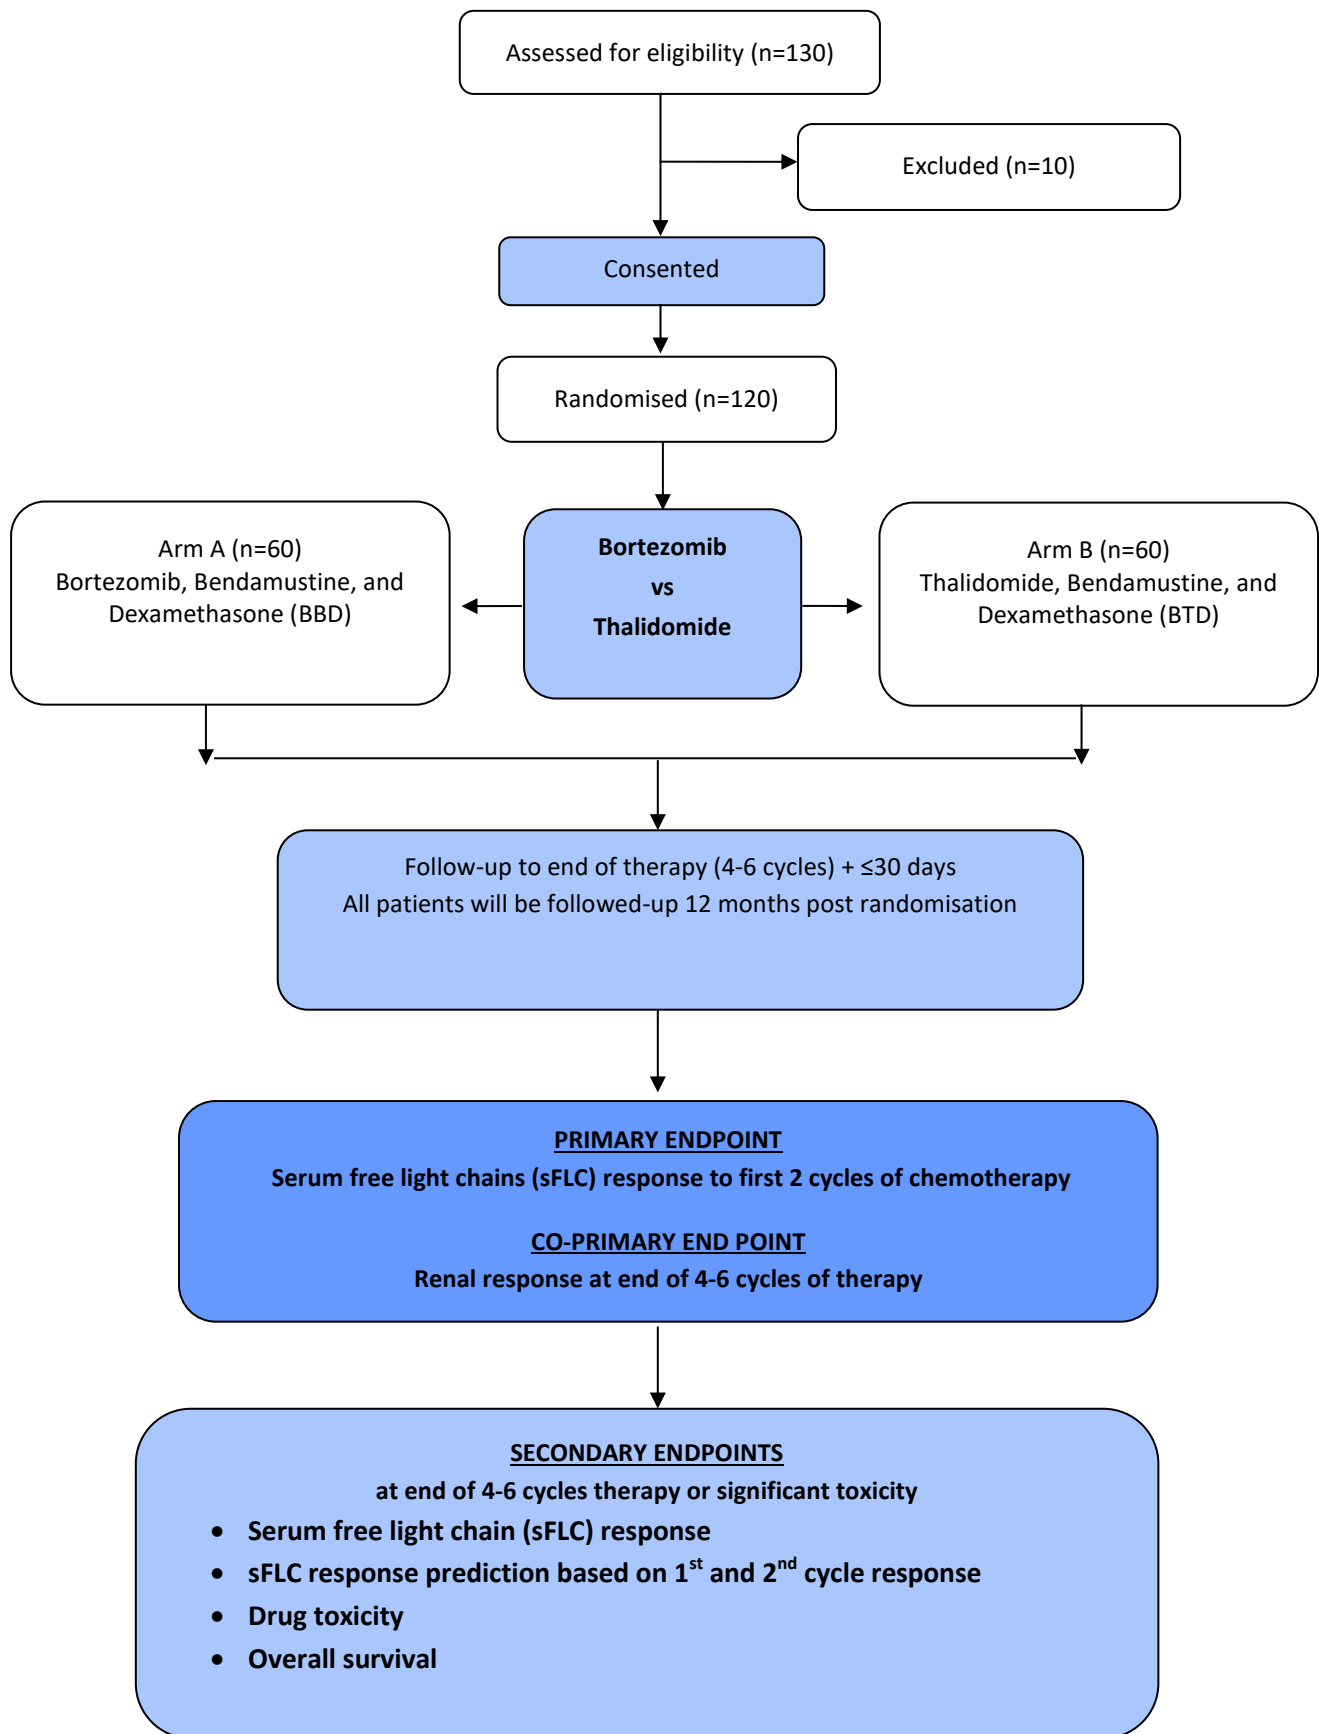 Assessed for eligibility (n=130)
Excluded (n=10)
Consented
Randomised (n=120)
Arm A (n=60)
Bortezomib, Bendamustine, and
Dexamethasone (BBD)
Bortezomib
vs
Thalidomide
Arm B (n=60)
Thalidomide, Bendamustine, and
Dexamethasone (BTD)
Follow-up to end of therapy (4-6 cycles) + ≤30 days
All patients will be followed-up 12 months post randomisation
PRIMARY ENDPOINT
Serum free light chains (sFLC) response to first 2 cycles of chemotherapy
CO-PRIMARY END POINT
Renal response at end of 4-6 cycles of therapy
SECONDARY ENDPOINTS
at end of 4-6 cycles therapy or significant toxicity
• Serum free light chain (sFLC) response
• sFLC response prediction based on 1st and 2nd cycle response
• Drug toxicity
• Overall survival